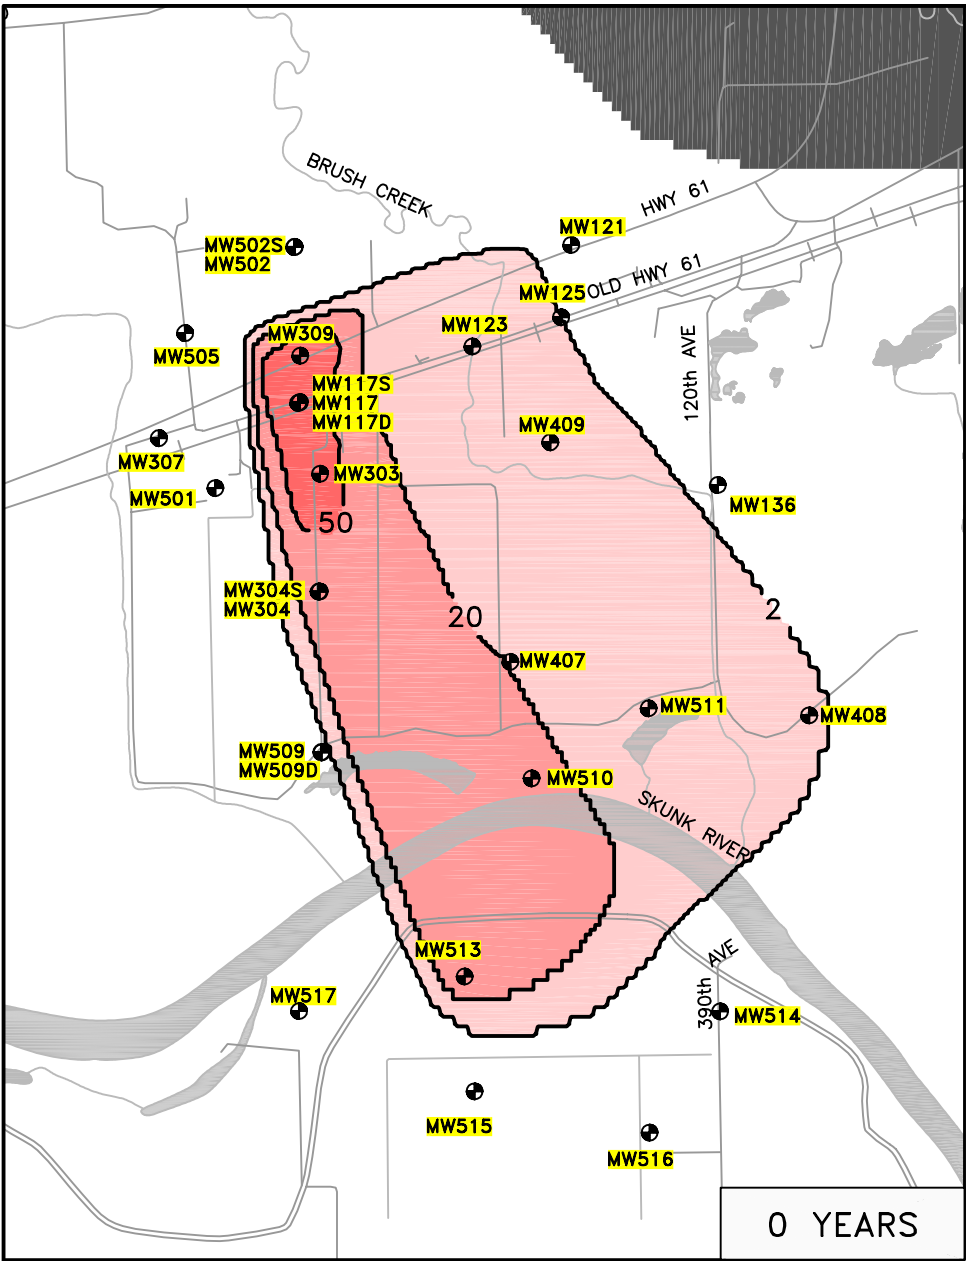 BRUSH CREEK
HWY 61
MW121
MW502S
MW502
OLD HWY 61
MW125
MW123
MW309
MW505
120th AVE
MW117S
MW117
MW117D
MW409
MW307
MW303
MW501
MW136
50
MW304S
MW304
20
2
MW407
MW511
MW408
MW509
MW509D
MW510
SKUNK RIVER
MW513
390th AVE
MW517
MW514
MW515
MW516
0 YEARS